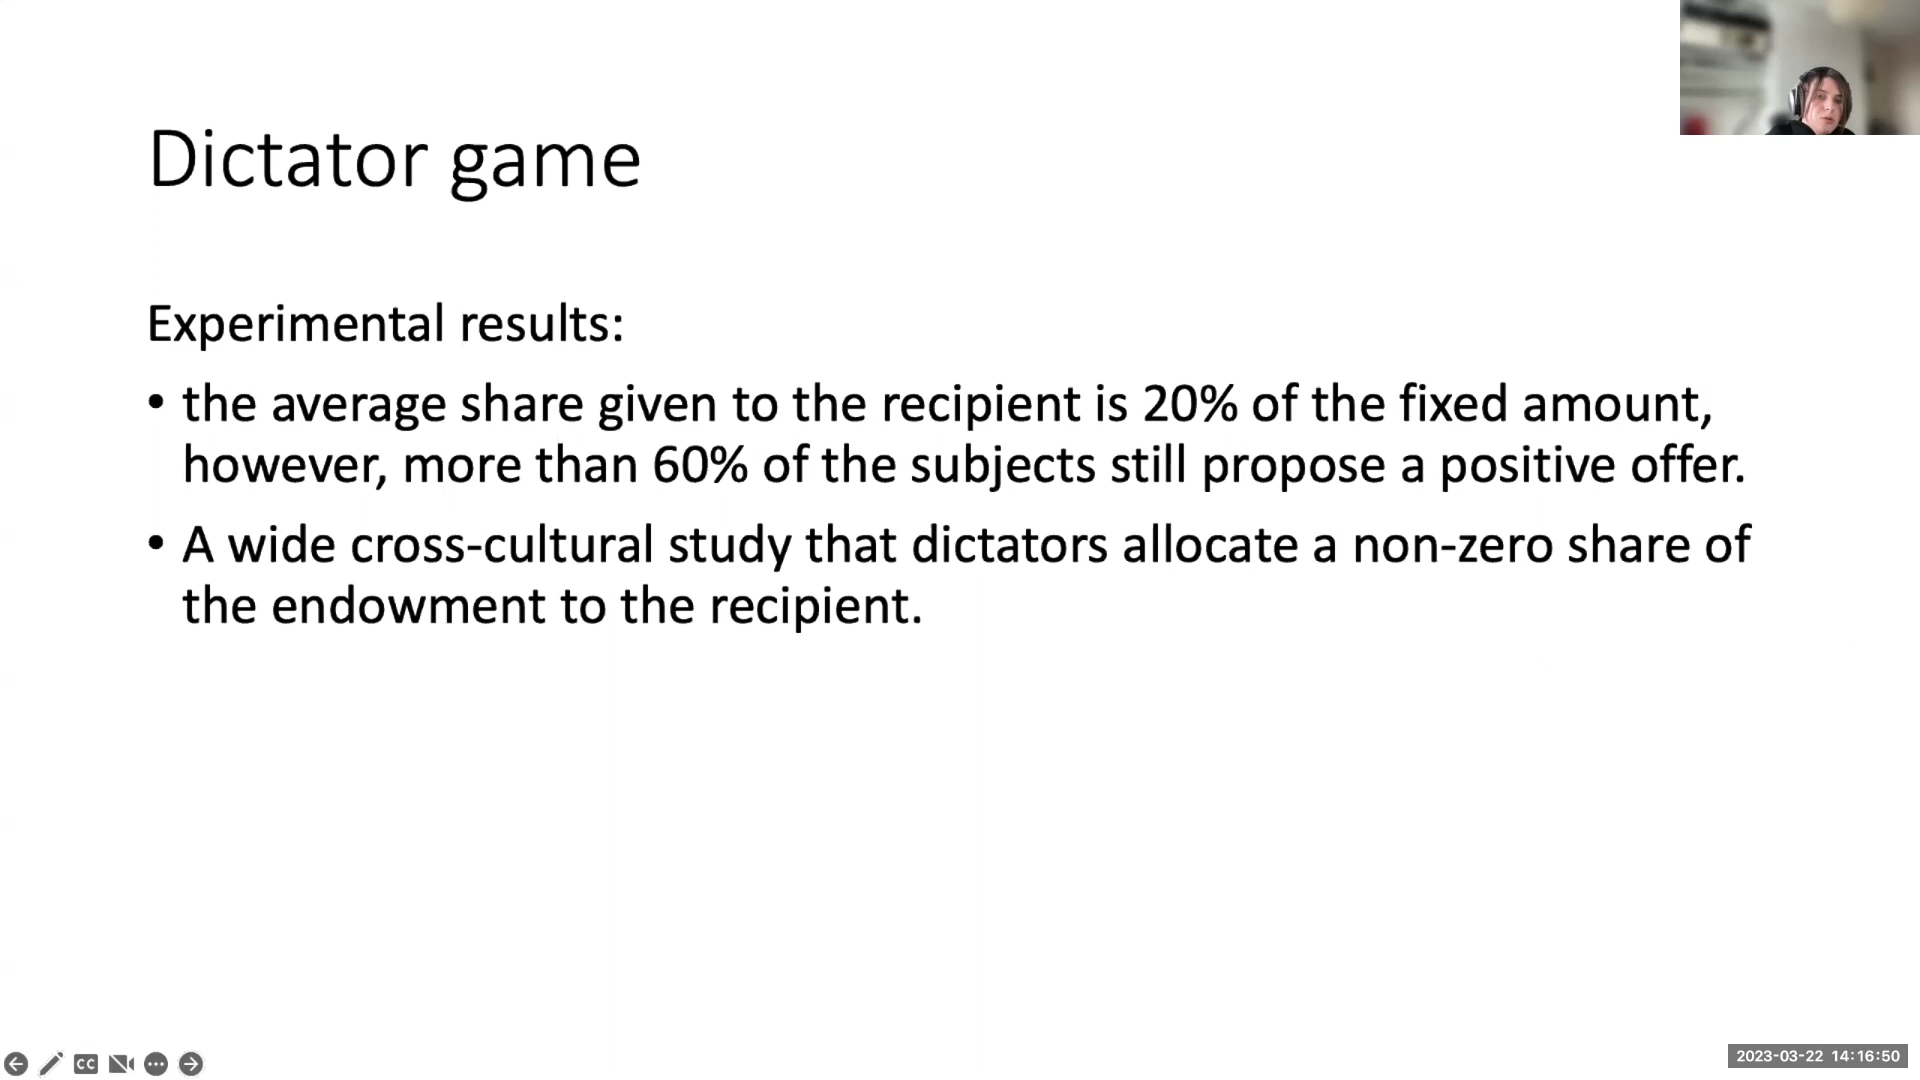 Dictator game
Experimental results:
• the average share given to the recipient is 20% of the fixed amount,
however, more than 60% of the subjects still propose a positive offer.
• A wide cross-cultural study that dictators allocate a non-zero share of
the endowment to the recipient.
CC
2023-03-22 14:16:50